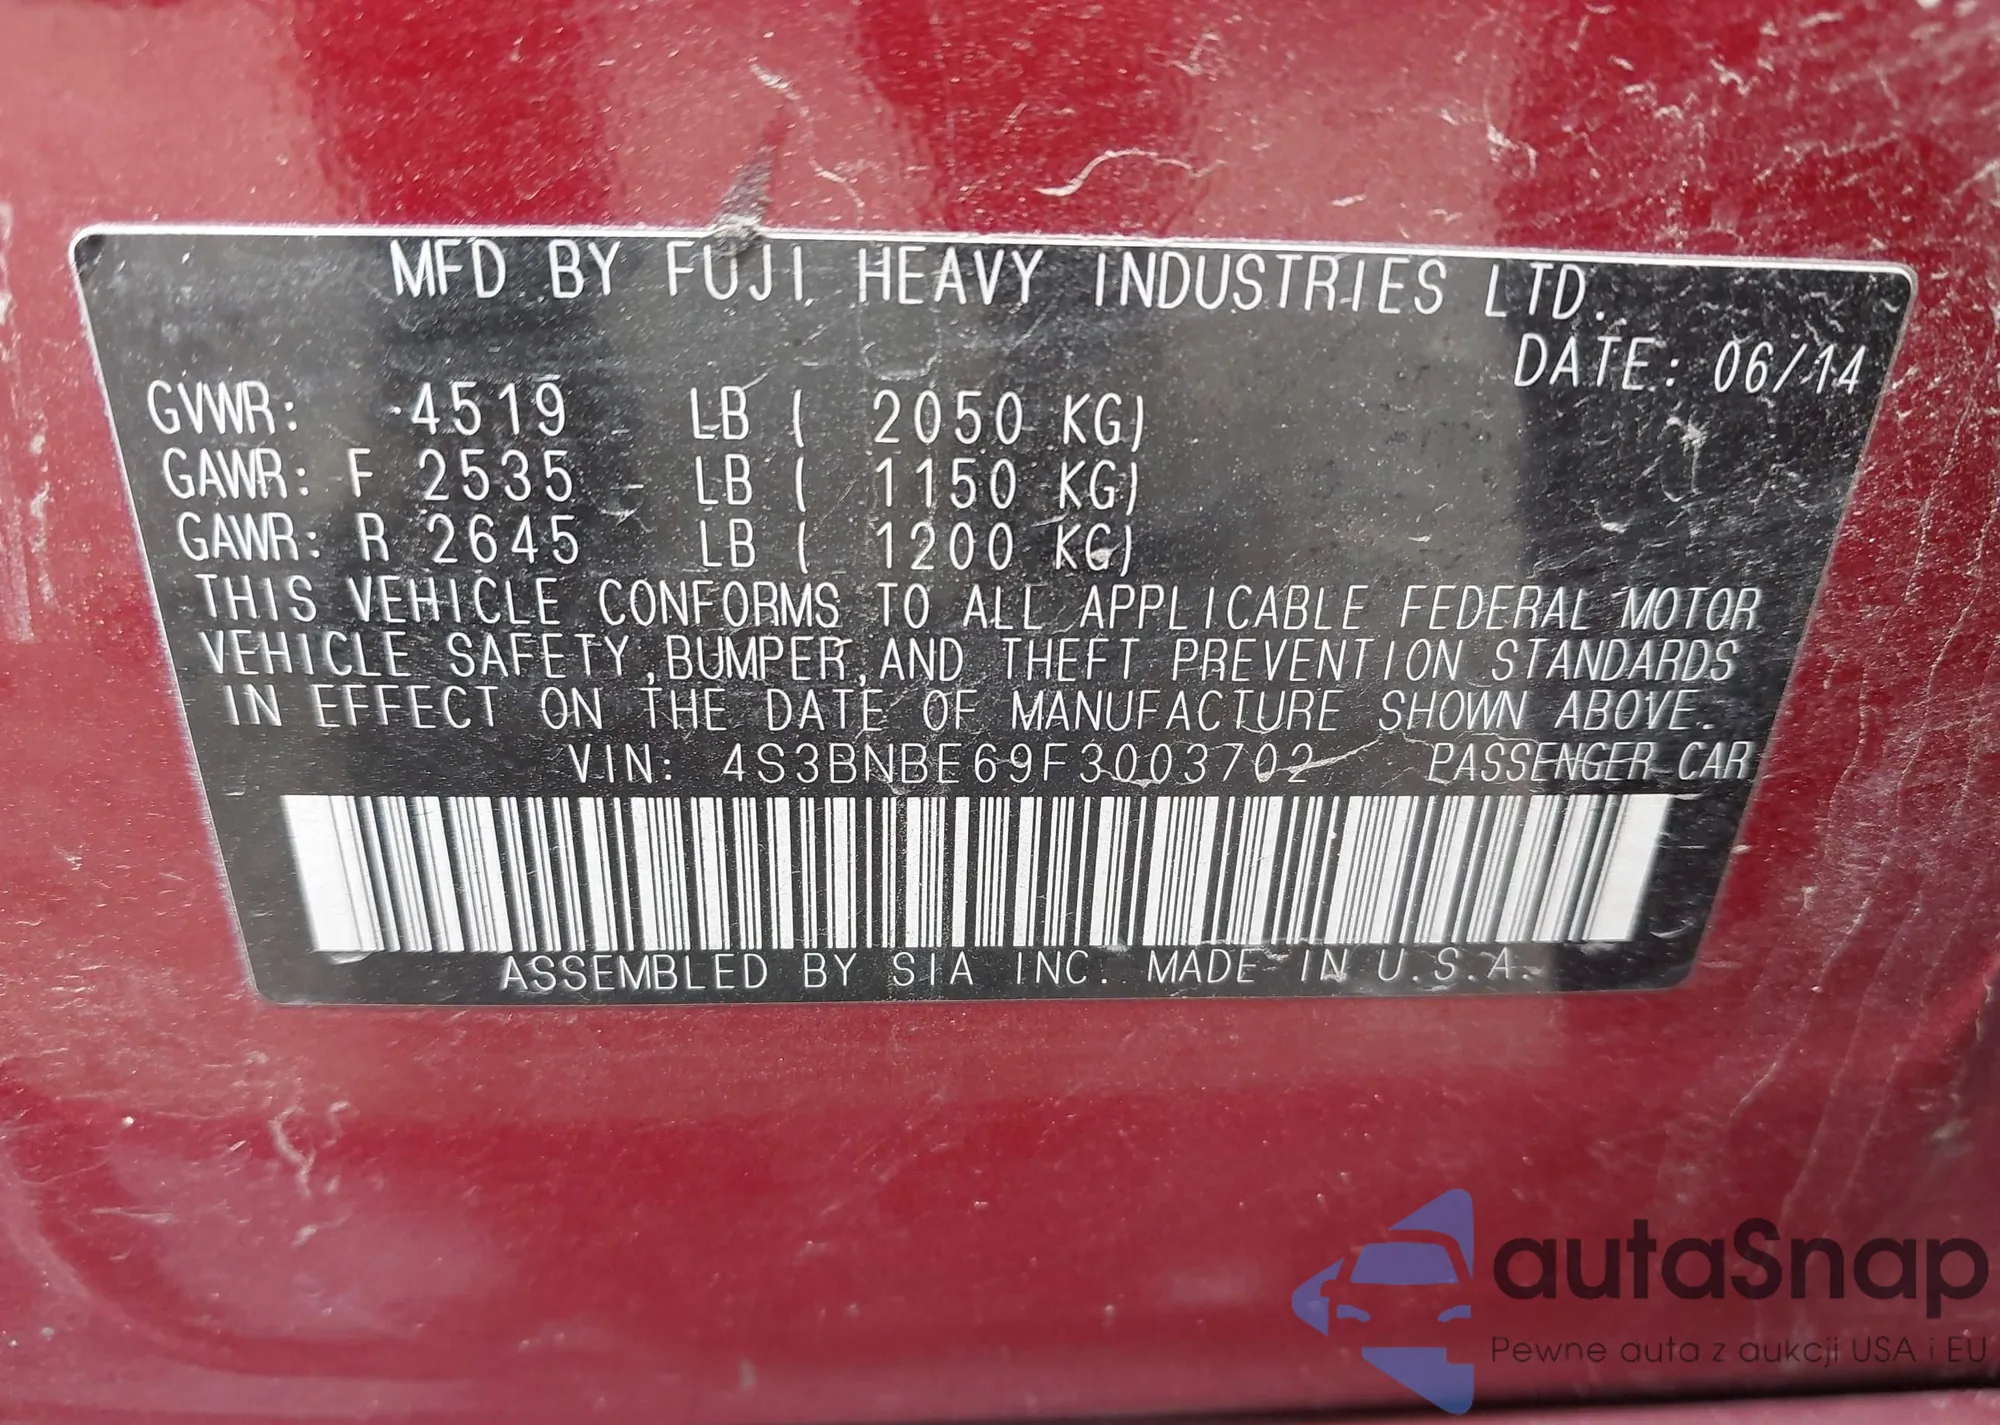 MFD BY FUJI HEAVY INDUSTRIES LTD.
DATE: 06/14
GVWR: 4519 LB ( 2050 KG)
GAWR: F 2535 LB ( 1150 KG)
GAWR: R 2645 LB ( 1200 KG)
THIS VEHICLE CONFORMS TO ALL APPLICABLE FEDERAL MOTOR
VEHICLE SAFETY,BUMPER,AND THEFT PREVENTION STANDARDS
IN EFFECT ON THE DATE OF MANUFACTURE SHOWN ABOVE.
VIN: 4S3BNBE69F3003702 PASSENGER CAR
ASSEMBLED BY SIA INC. MADE IN U.S.A.
autaSnap
Pewne auta z aukcji USA i EU